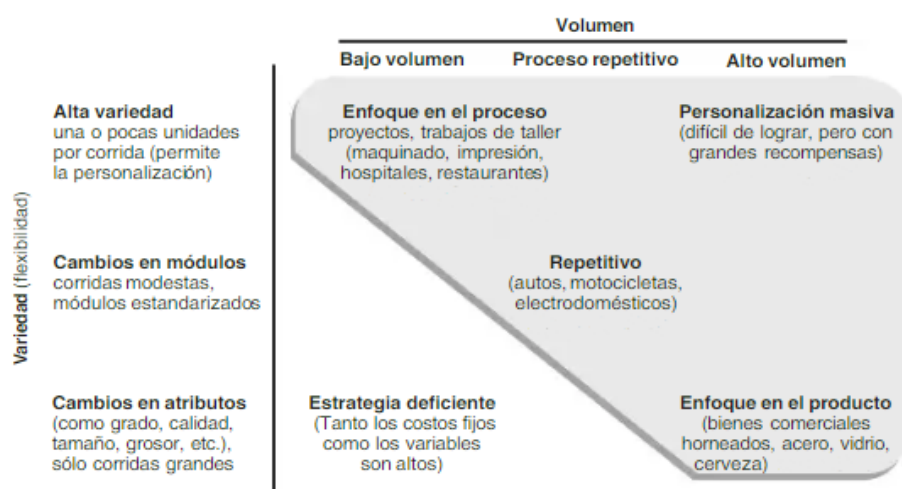 Volumen
Bajo volumen
Proceso repetitivo
Alto volumen
Variedad (flexibilidad)
Alta variedad
una o pocas unidades
por corrida (permite
la personalización)
Enfoque en el proceso
proyectos, trabajos de taller
(maquinado, impresión,
hospitales, restaurantes)
Personalización masiva
(difícil de lograr, pero con
grandes recompensas)
Cambios en módulos
corridas modestas,
módulos estandarizados
Repetitivo
(autos, motocicletas,
electrodomésticos)
Cambios en atributos
(como grado, calidad,
tamaño, grosor, etc.),
sólo corridas grandes
Estrategia deficiente
(Tanto los costos fijos
como los variables
son altos)
Enfoque en el producto
(bienes comerciales
horneados, acero, vidrio,
cerveza)